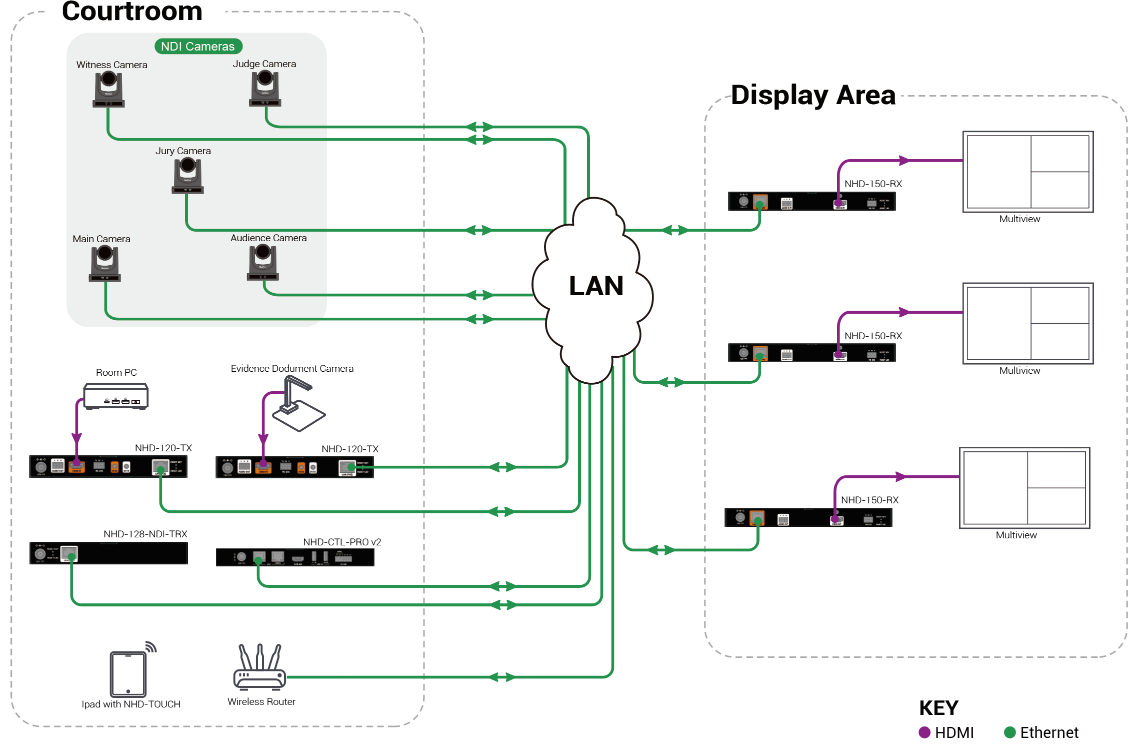 Courtroom
NDI Cameras
Witness Camera
Judge Camera
Jury Camera
Main Camera
Audience Camera
Room PC
Evidence Dodument Camera
NHD-120-TX
NHD-120-TX
NHD-128-NDI-TRX
NHD-CTL-PRO v2
Ipad with NHD-TOUCH
Wireless Router
LAN
Display Area
NHD-150-RX
Multiview
NHD-150-RX
Multiview
NHD-150-RX
Multiview
KEY
HDMI
Ethernet